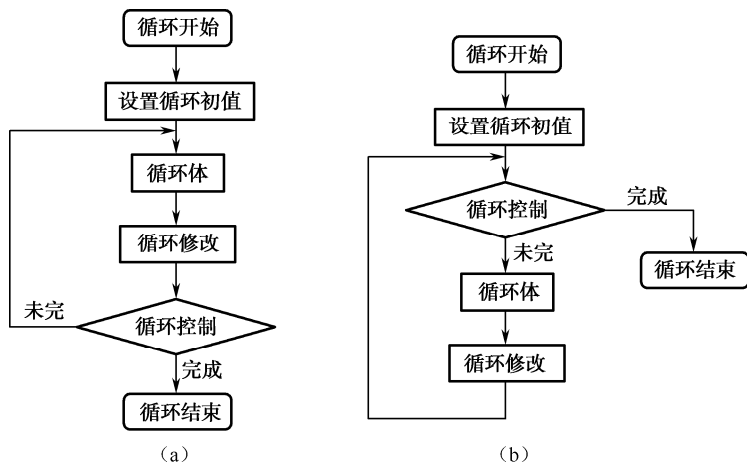 循环开始
设置循环初值
循环体
循环修改
未完
循环控制
完成
循环结束
(a)
循环开始
设置循环初值
循环控制
完成
未完
循环结束
循环体
循环修改
(b)